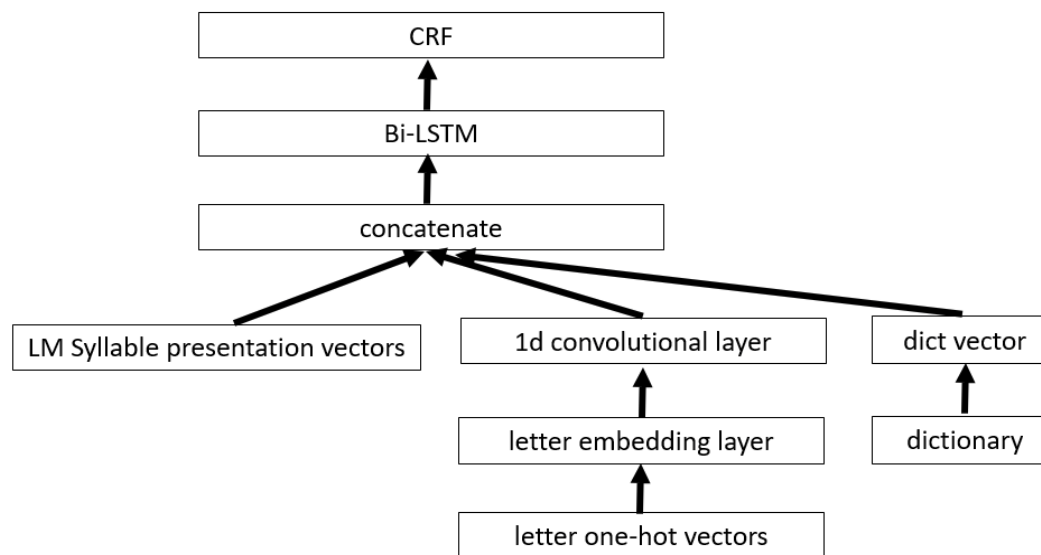 CRF
Bi-LSTM
concatenate
LM Syllable presentation vectors
1d convolutional layer
dict vector
letter embedding layer
dictionary
letter one-hot vectors